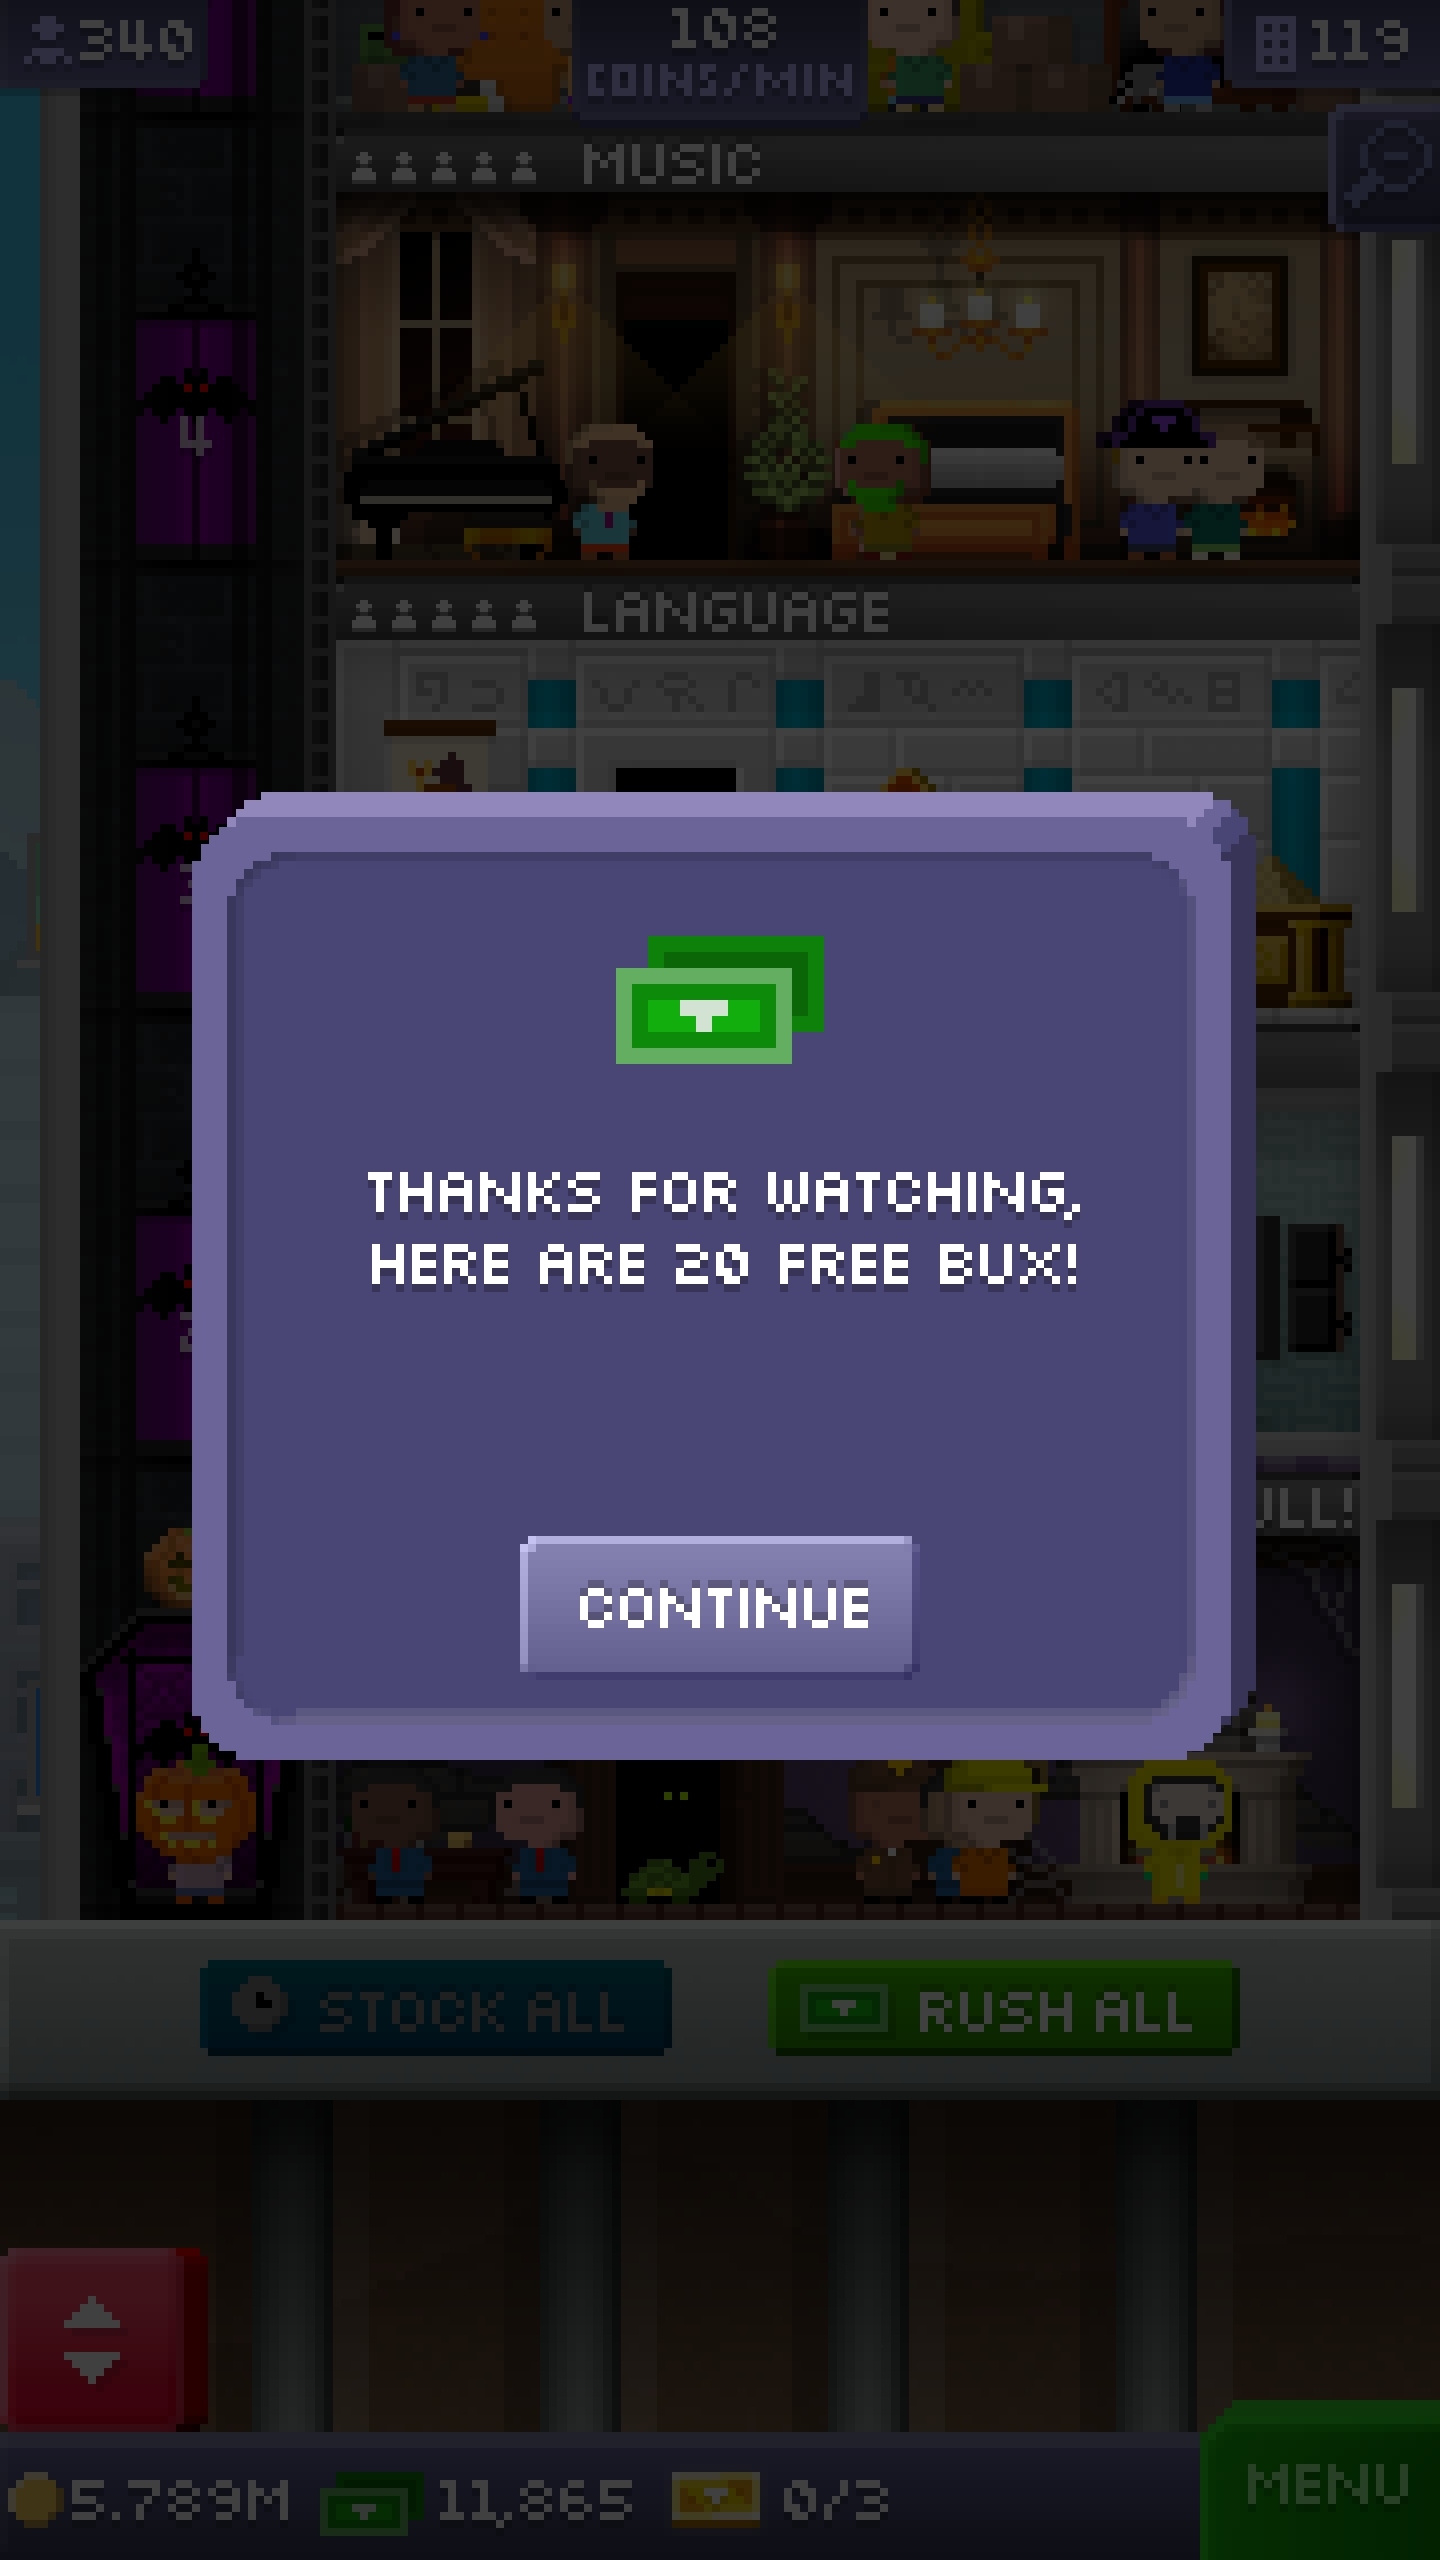 340
108
COINS/MIN
119
MUSIC
4
LANGUAGE
THANKS FOR WATCHING,
HERE ARE 20 FREE BUX!
CONTINUE
STOCK ALL
RUSH ALL
5.789M
11,865
0/3
MENU